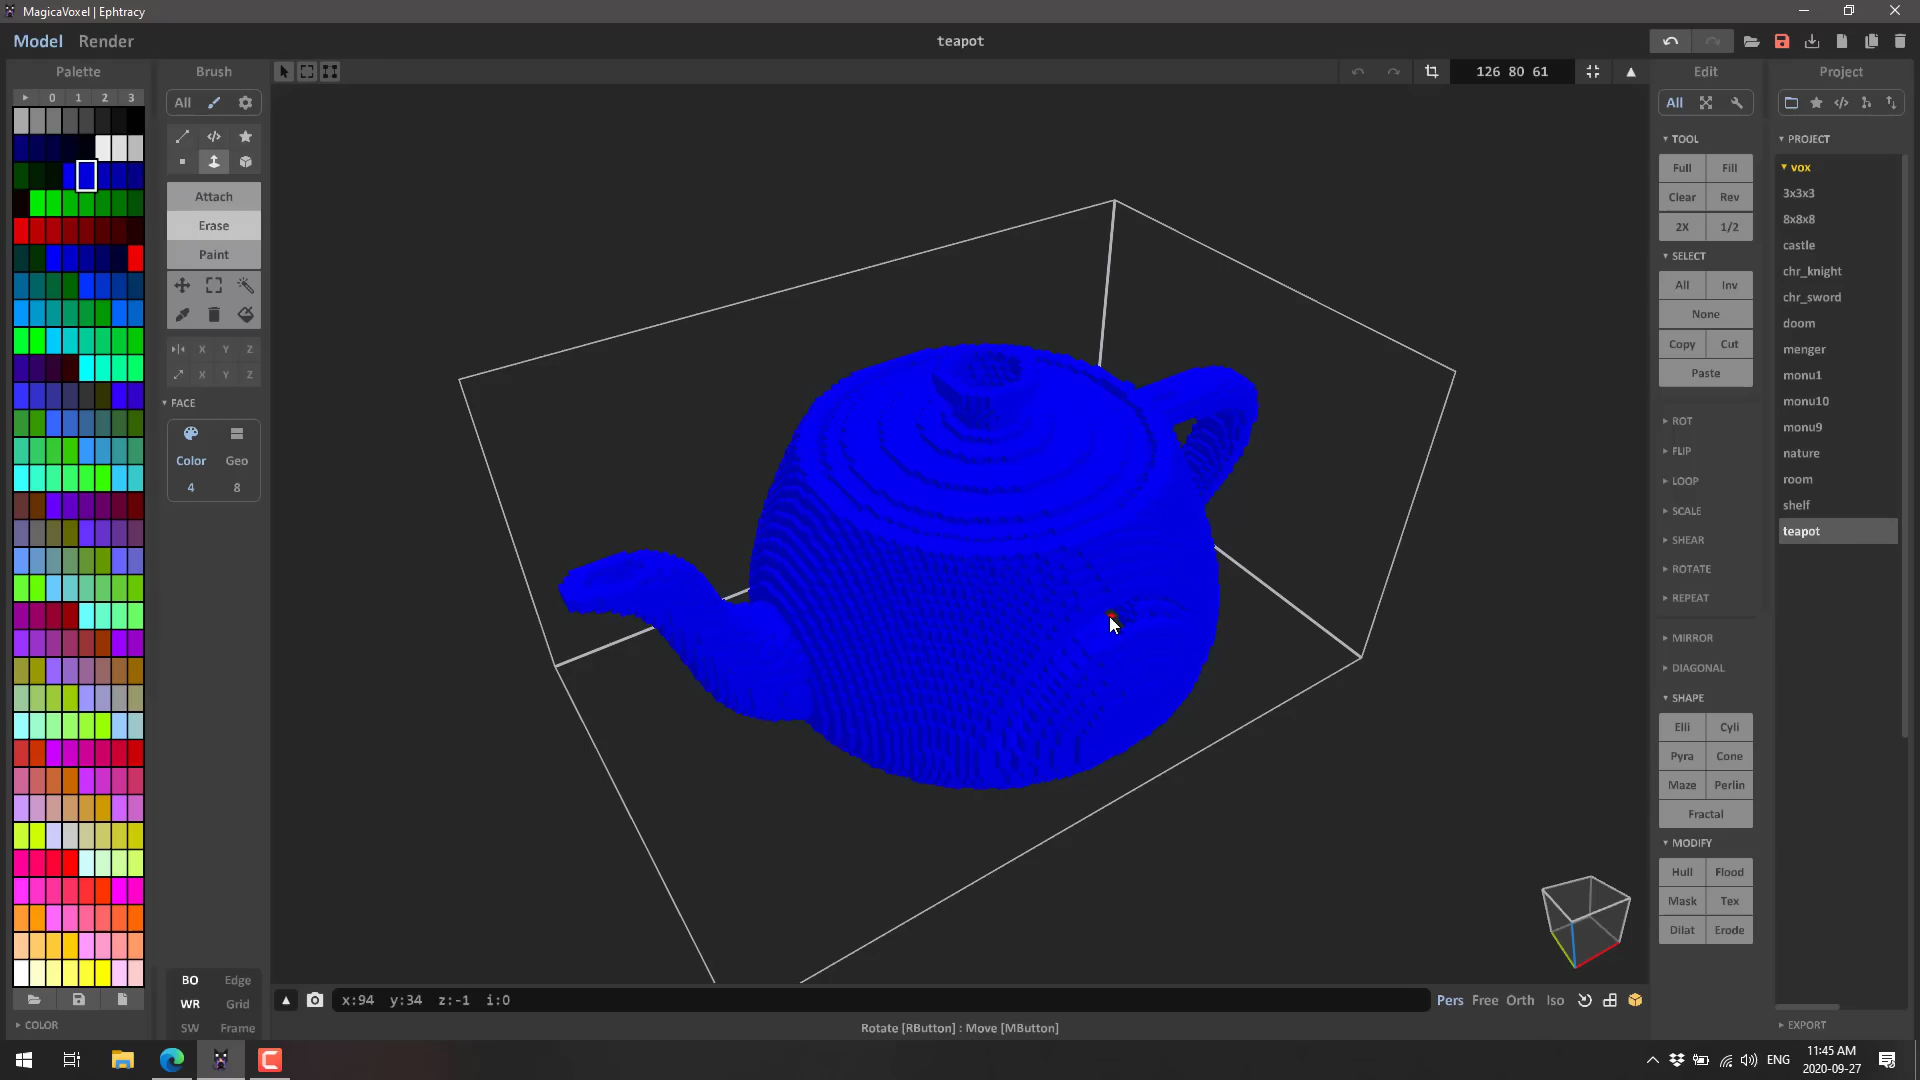 MagicaVoxel | Ephtracy
Model Render
teapot
Palette
0 1 2 3
COLOR
Brush
All
Attach
Erase
Paint
X Y Z
X Y Z
FACE
Color Geo
4 8
BO Edge
WR Grid
SW Frame
126 80 61
x:94 y:34 z:-1 i:0
Pers Free Orth Iso
Rotate [RButton] : Move [MButton]
Edit
All
TOOL
Full Fill
Clear Rev
2X 1/2
SELECT
All Inv
None
Copy Cut
Paste
ROT
FLIP
LOOP
SCALE
SHEAR
ROTATE
REPEAT
MIRROR
DIAGONAL
SHAPE
Elli Cyli
Pyra Cone
Maze Perlin
Fractal
MODIFY
Hull Flood
Mask Tex
Dilat Erode
Project
PROJECT
vox
3x3x3
8x8x8
castle
chr_knight
chr_sword
doom
menger
monu1
monu10
monu9
nature
room
shelf
teapot
EXPORT
ENG
11:45 AM
2020-09-27